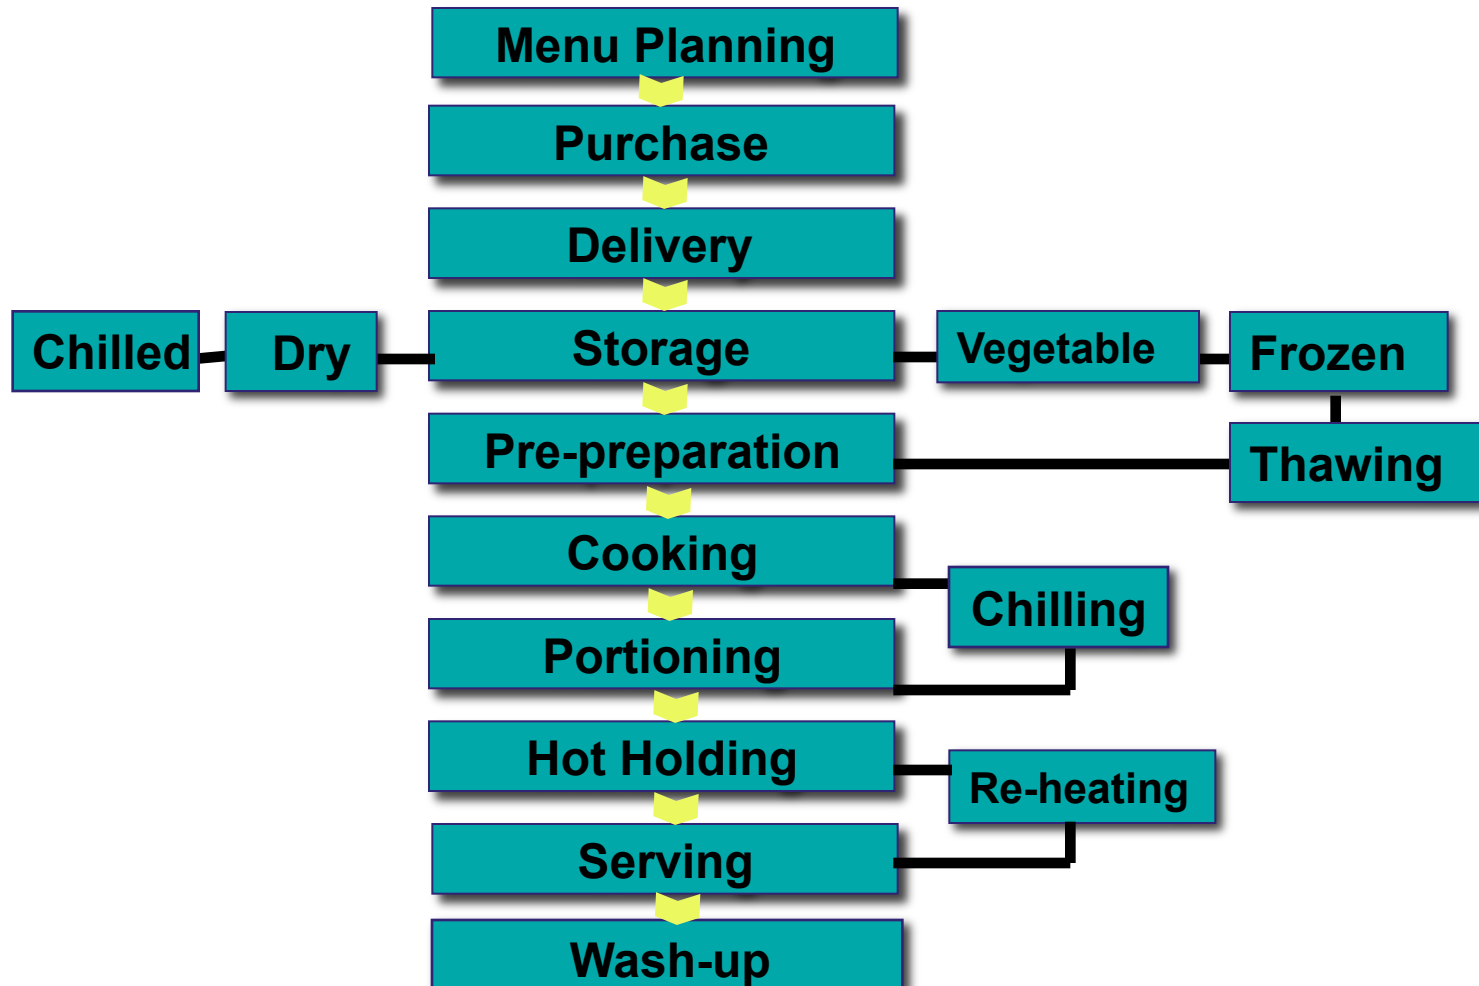 Menu Planning
Purchase
Delivery
Chilled
Dry
Storage
Vegetable
Frozen
Pre-preparation
Thawing
Cooking
Chilling
Portioning
Hot Holding
Re-heating
Serving
Wash-up